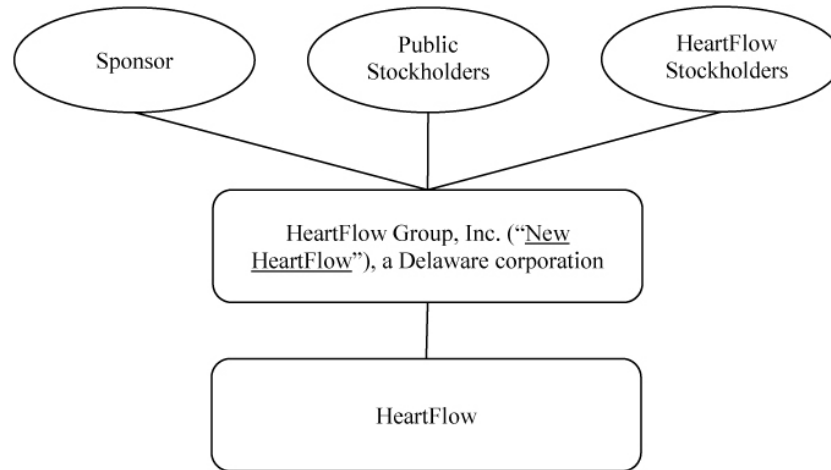 Sponsor
Public
Stockholders
HeartFlow
Stockholders
HeartFlow Group, Inc. (“New
HeartFlow”), a Delaware corporation
HeartFlow